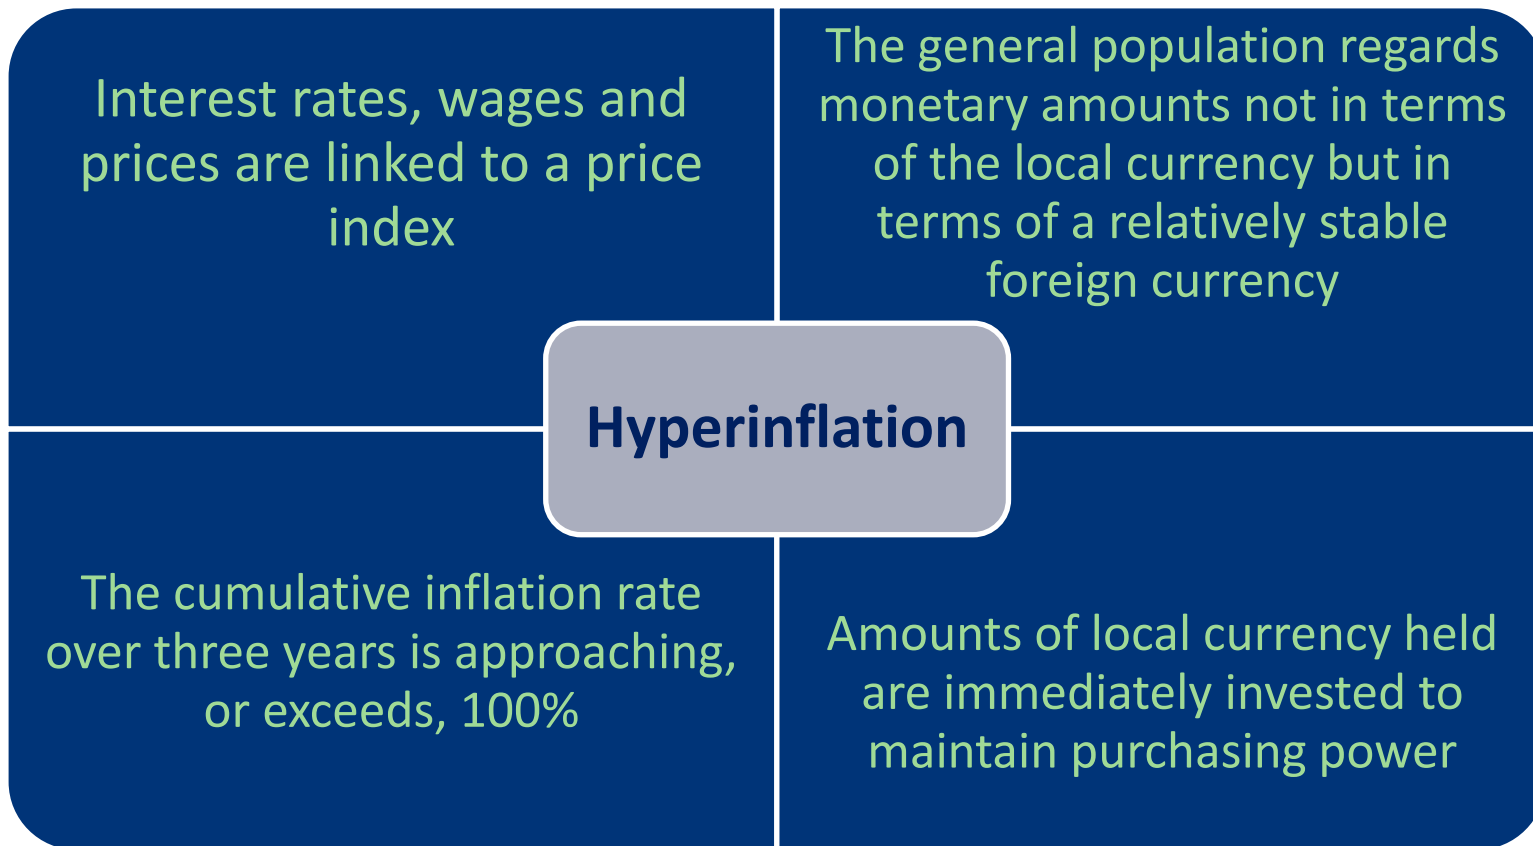 Interest rates, wages and
prices are linked to a price
index
The general population regards
monetary amounts not in terms
of the local currency but in
terms of a relatively stable
foreign currency
Hyperinflation
The cumulative inflation rate
over three years is approaching,
or exceeds, 100%
Amounts of local currency held
are immediately invested to
maintain purchasing power